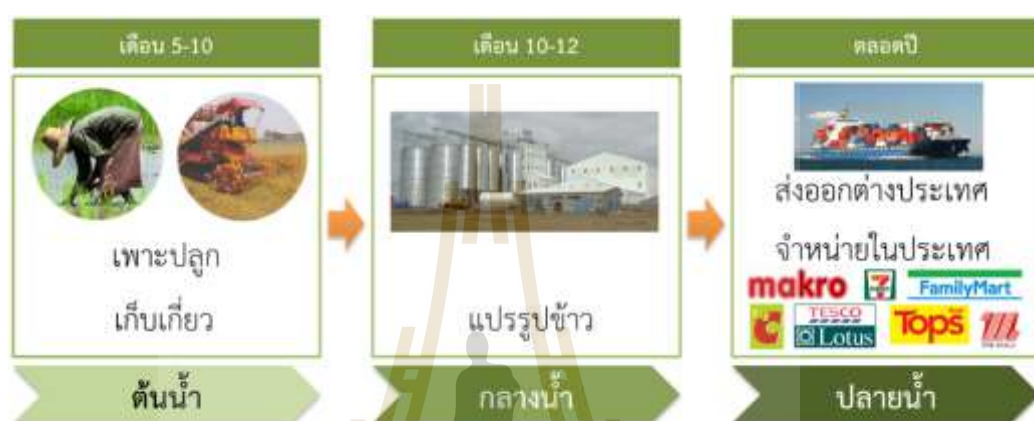 เดือน 5-10
เพาะปลูก
เก็บเกี่ยว
ต้นน้ำ
เดือน 10-12
แปรรูปข้าว
กลางน้ำ
ตลอดปี
ส่งออกต่างประเทศ
จำหน่ายในประเทศ
makro 7 FamilyMart
TESCO
Lotus Tops
ปลายน้ำ